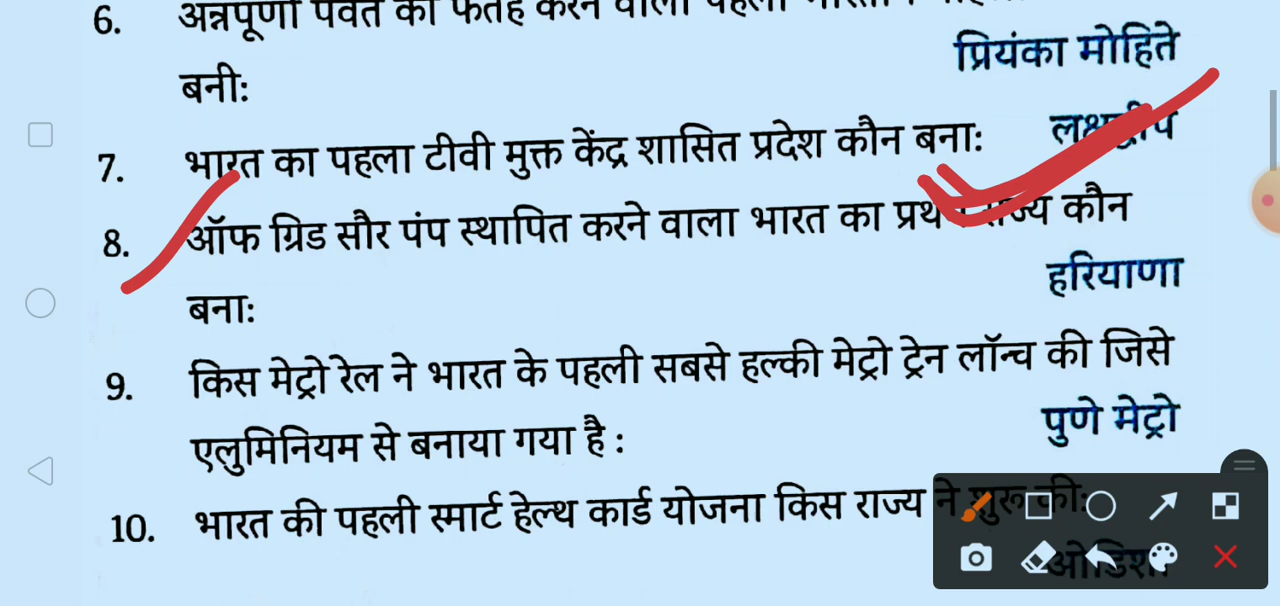 6. अन्नपूर्णा पर्वत को फतह करने वाली पहली
प्रियंका मोहिते
बनी:
7. भारत का पहला टीवी मुक्त केंद्र शासित प्रदेश कौन बना:
8. ऑफ ग्रिड सौर पंप स्थापित करने वाला भारत का कौन
हरियाणा
बना:
9. किस मेट्रो रेल ने भारत के पहली सबसे हल्की मेट्रो ट्रेन लॉन्च की जिसे
पुणे मेट्रो
एलुमिनियम से बनाया गया है :
10. भारत की पहली स्मार्ट हेल्थ कार्ड योजना किस राज्य ने शुरू की: